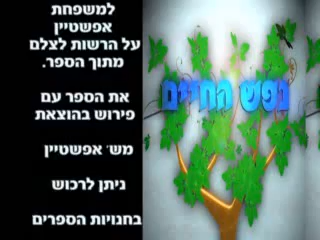 למשפחת
אפשטיין
על הרשות לצלם
מתוך הספר.
את הספר עם
פירוש בהוצאת
מש' אפשטיין
ניתן לרכוש
בחנויות הספרים
נפש החיים